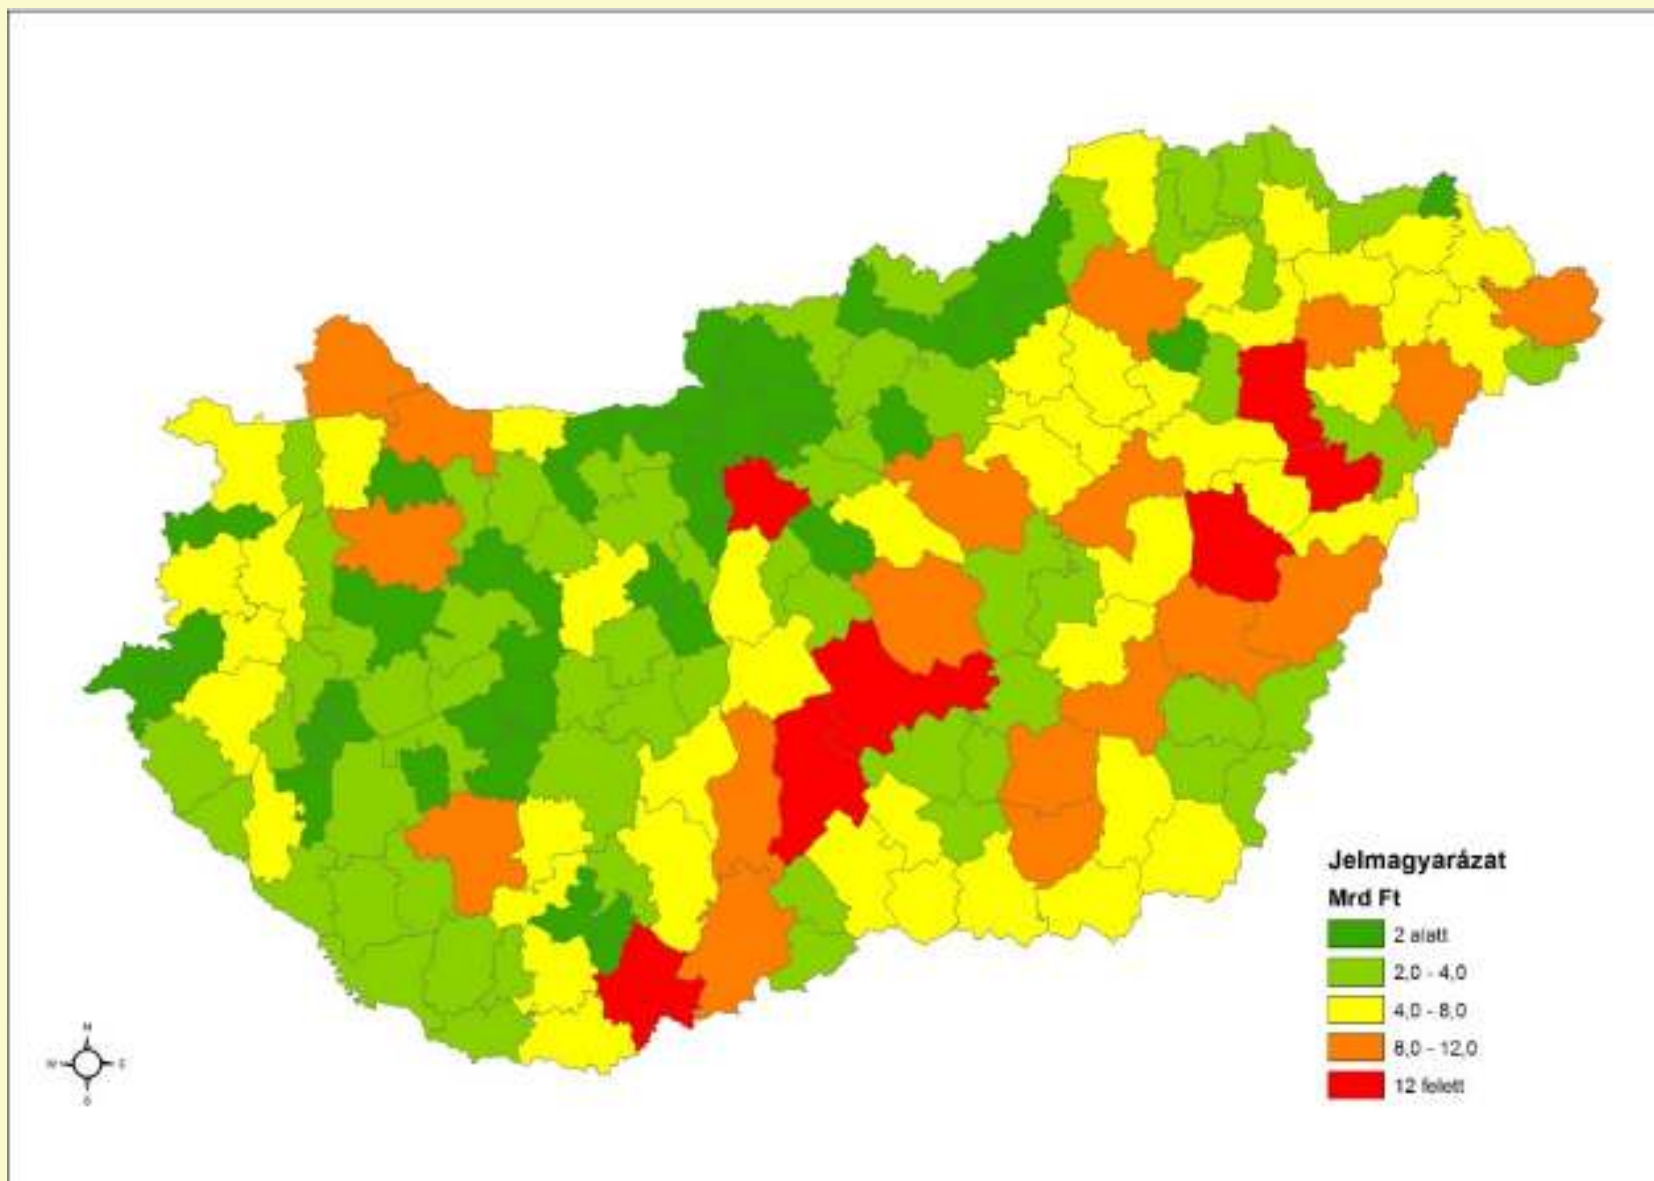 Jelmagyarázat
Mrd Ft
2 alatt
2,0 - 4,0
4,0 - 8,0
8,0 - 12,0
12 felett
N
W E
S